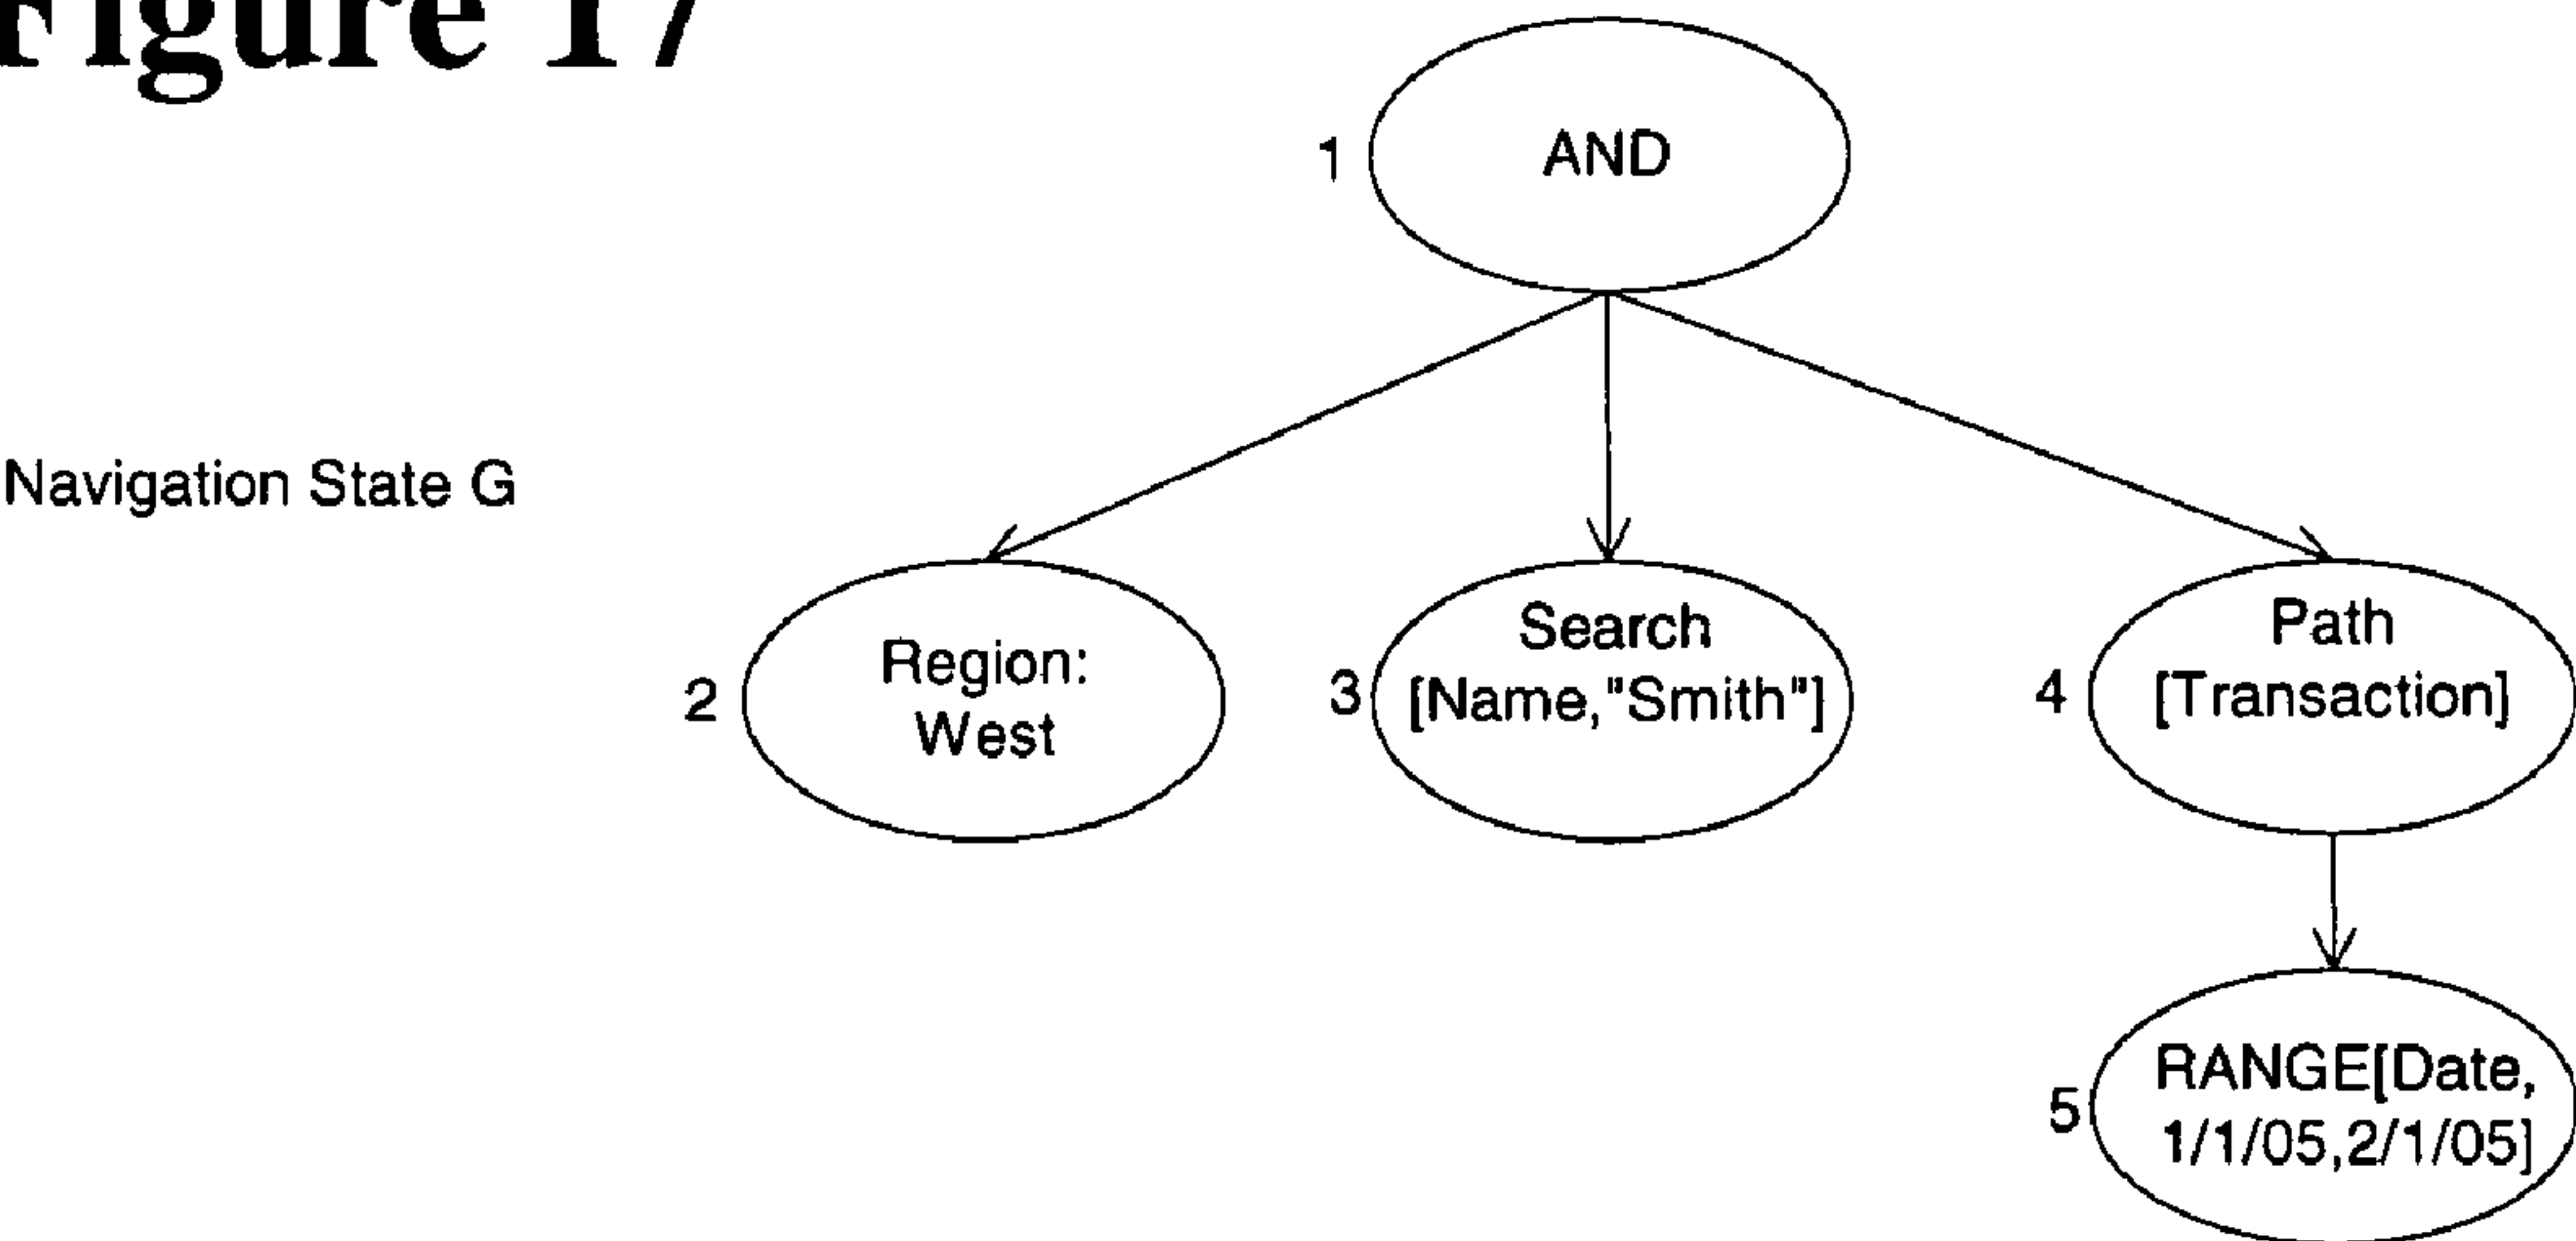 Figure 17
1
AND
Navigation State G
2
Region:
West
3
Search
[Name,"Smith"]
4
Path
[Transaction]
5
RANGE[Date,
1/1/05,2/1/05]